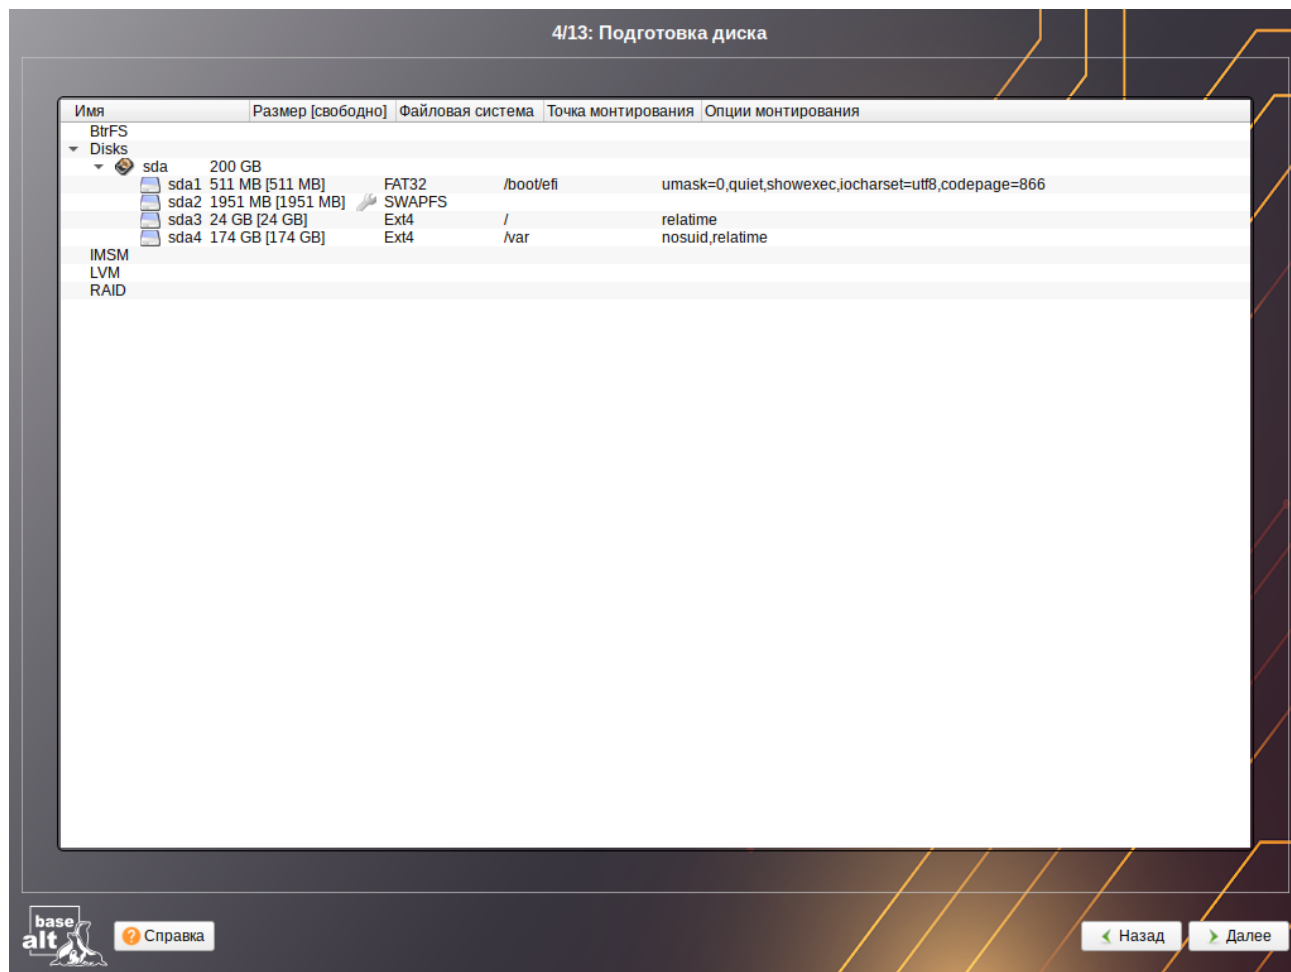 4/13: Подготовка диска
Имя Размер [свободно] Файловая система Точка монтирования Опции монтирования
BtrFS
Disks
sda 200 GB
sda1 511 MB [511 MB] FAT32 /boot/efi umask=0,quiet,showexec,iocharset=utf8,codepage=866
sda2 1951 MB [1951 MB] SWAPFS
sda3 24 GB [24 GB] Ext4 / relatime
sda4 174 GB [174 GB] Ext4 /var nosuid,relatime
IMSM
LVM
RAID
base
alt
Справка Назад Далее